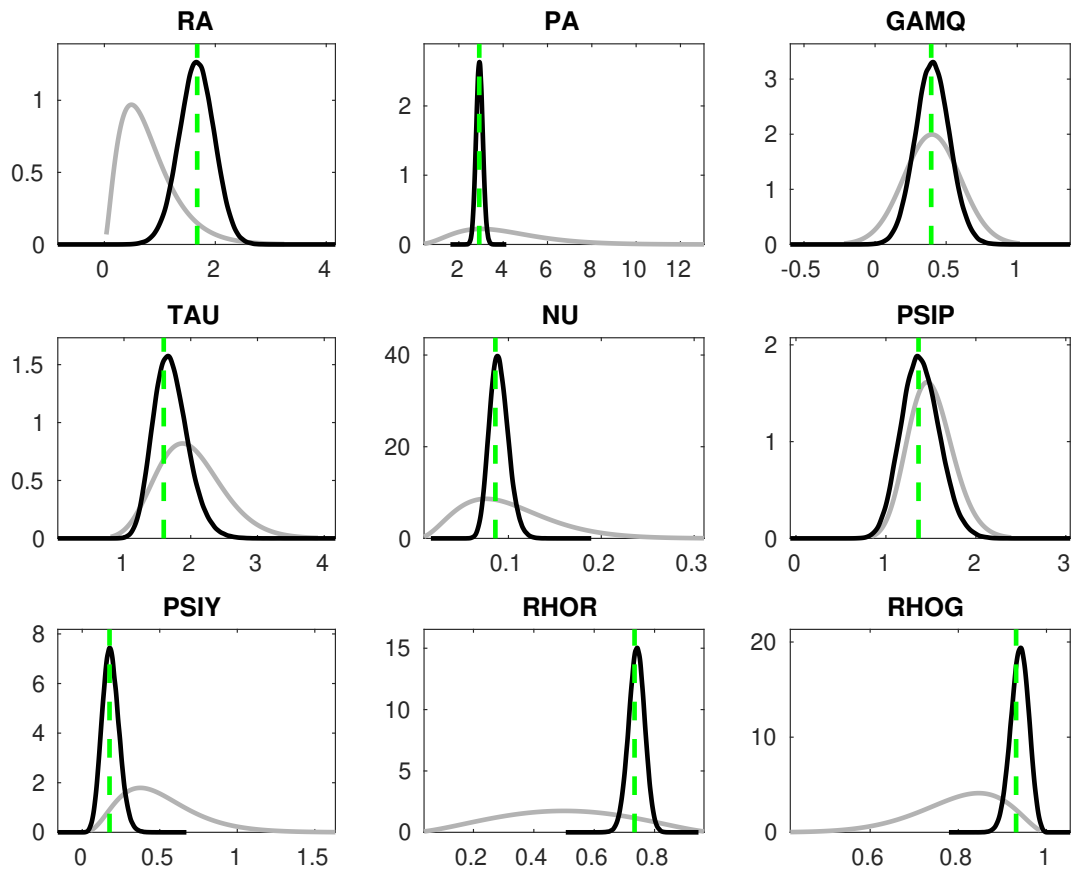 RA PA GAMQ
1 0.5 0
0 2 4
2 1 0
2 4 6 8 10 12
3 2 1 0
-0.5 0 0.5 1
TAU NU PSIP
1.5 1 0.5 0
1 2 3 4
40 20 0
0.1 0.2 0.3
2 1 0
0 1 2 3
PSIY RHOR RHOG
8 6 4 2 0
0 0.5 1 1.5
15 10 5 0
0.2 0.4 0.6 0.8
20 10 0
0.6 0.8 1